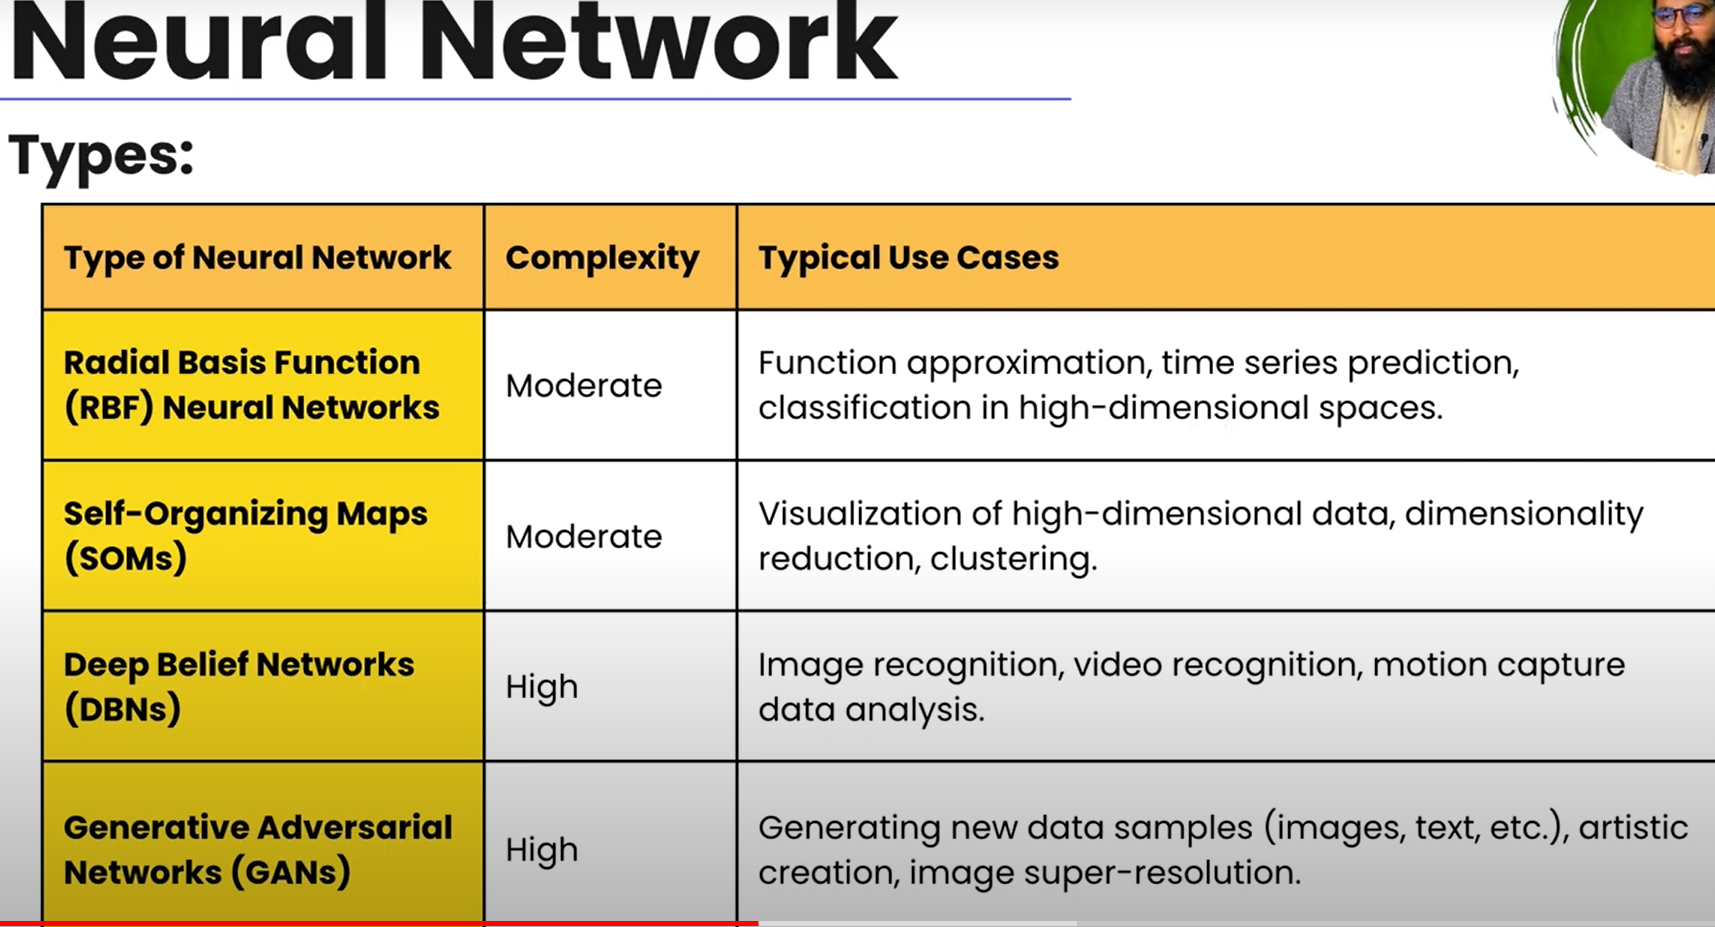 Neural Network
Types:
Type of Neural Network
Complexity
Typical Use Cases
Radial Basis Function
(RBF) Neural Networks
Moderate
Function approximation, time series prediction,
classification in high-dimensional spaces.
Self-Organizing Maps
(SOMs)
Moderate
Visualization of high-dimensional data, dimensionality
reduction, clustering.
Deep Belief Networks
(DBNs)
High
Image recognition, video recognition, motion capture
data analysis.
Generative Adversarial
Networks (GANs)
High
Generating new data samples (images, text, etc.), artistic
creation, image super-resolution.